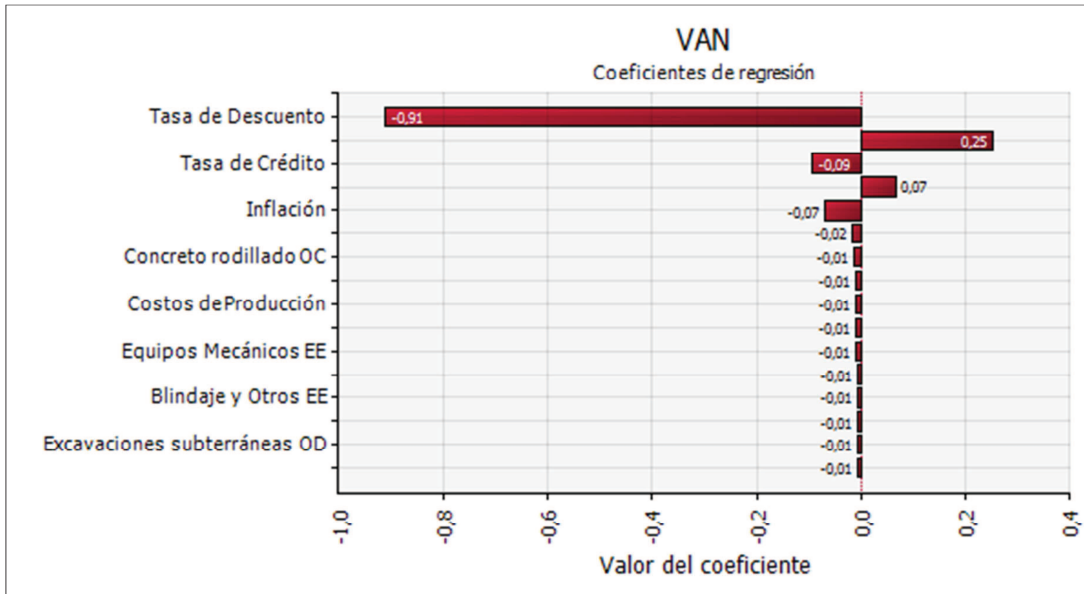 VAN
Coeficientes de regresión
Tasa de Descuento
-0,91
0,25
Tasa de Crédito
-0,09
0,07
Inflación
-0,07
-0,02
Concreto rodillado OC
-0,01
-0,01
Costos de Producción
-0,01
-0,01
Equipos Mecánicos EE
-0,01
-0,01
Blindaje y Otros EE
-0,01
-0,01
Excavaciones subterráneas OD
-0,01
-0,01
-1,0
-0,8
-0,6
-0,4
-0,2
0,0
0,2
0,4
Valor del coeficiente